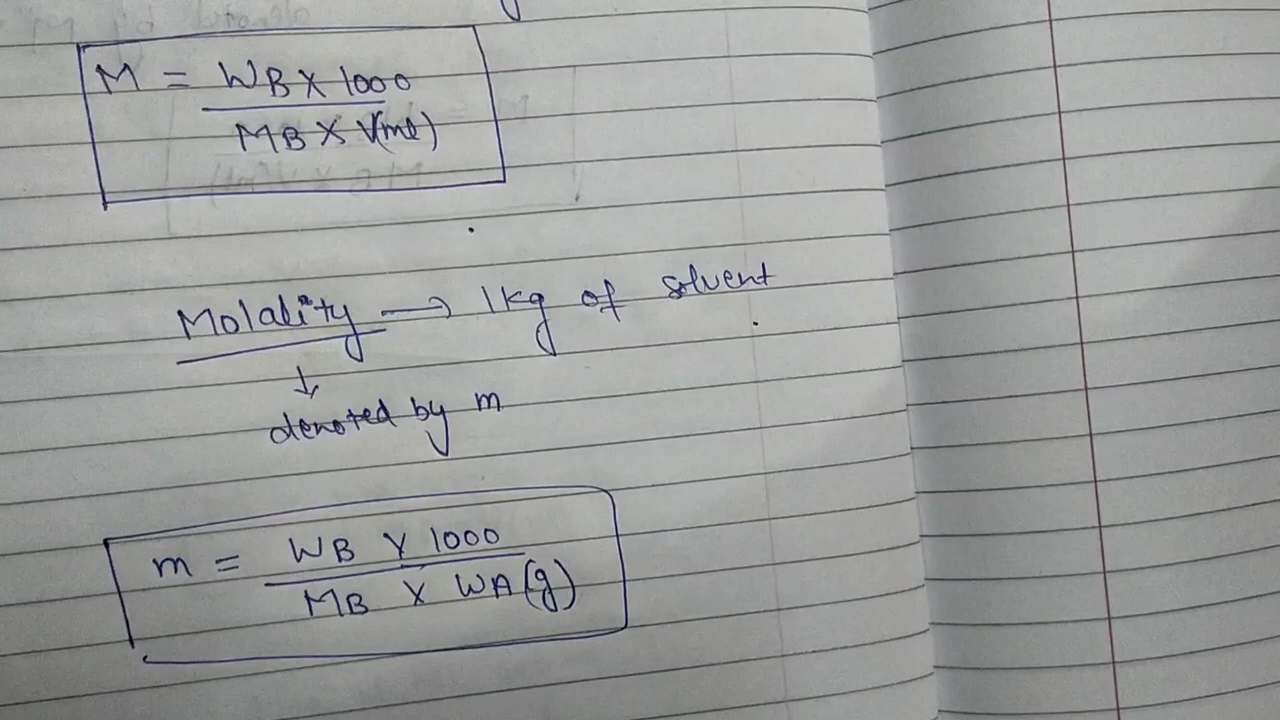 M = WB X 1000
MB X V(ml)
Molality → 1kg of solvent
↓
denoted by m
m = WB X 1000
MB X WA(g)